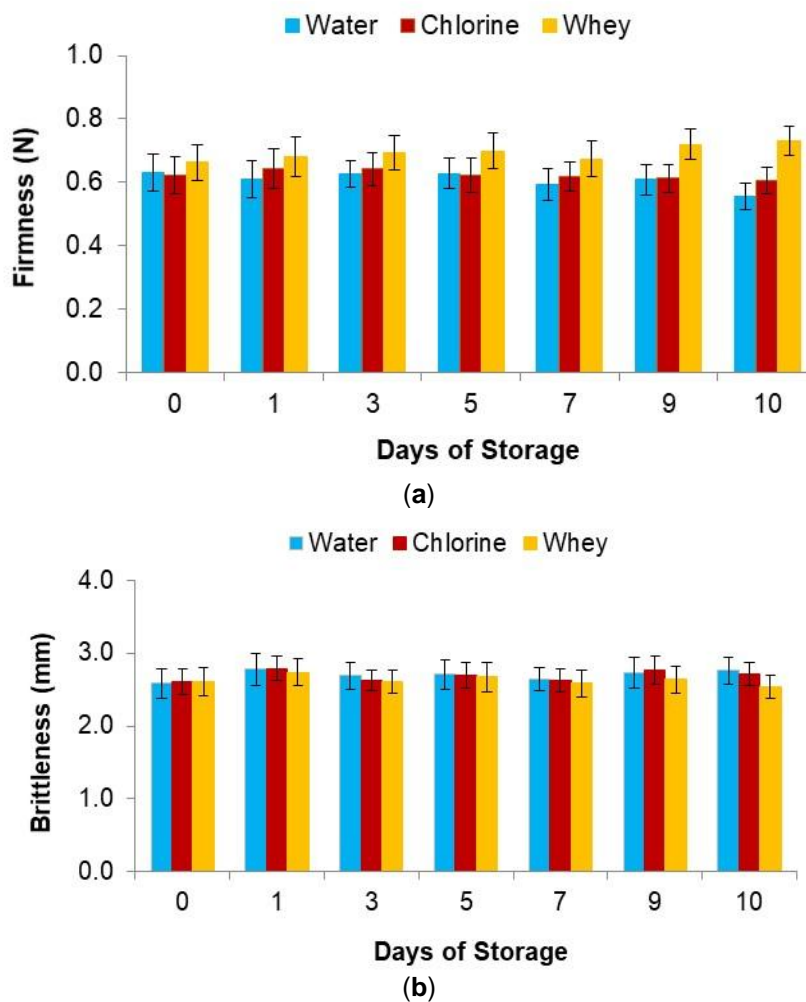 Water Chlorine Whey
1.0
0.8
0.6
0.4
0.2
0.0
Firmness (N)
0 1 3 5 7 9 10
Days of Storage
(a)
Water Chlorine Whey
4.0
3.0
2.0
1.0
0.0
Brittleness (mm)
0 1 3 5 7 9 10
Days of Storage
(b)